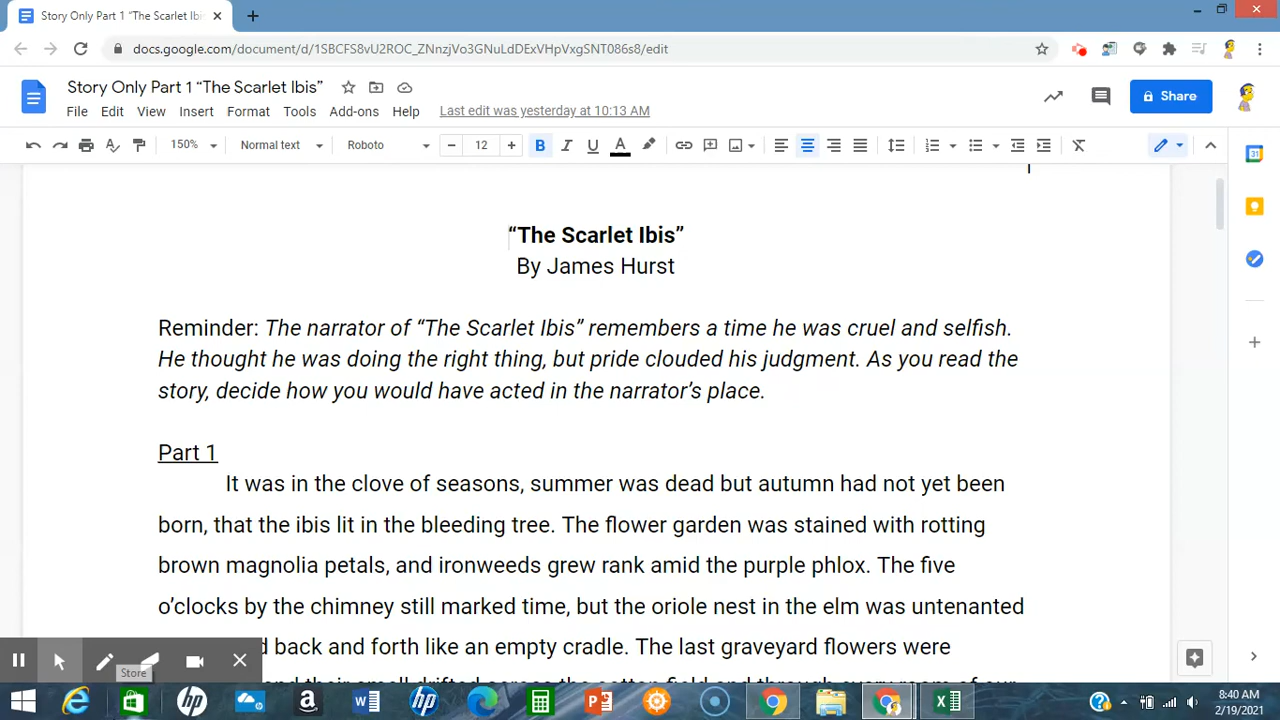 Story Only Part 1 "The Scarlet Ib
docs.google.com/document/d/1SBCFS8vU2ROC_ZNnzjVo3GNuLdDExVHpVxgSNT086s8/edit
Story Only Part 1 “The Scarlet Ibis”
File Edit View Insert Format Tools Add-ons Help Last edit was yesterday at 10:13 AM
Share
150% Normal text Roboto 12 B I U A
1
“The Scarlet Ibis”
By James Hurst
Reminder: The narrator of “The Scarlet Ibis” remembers a time he was cruel and selfish.
He thought he was doing the right thing, but pride clouded his judgment. As you read the
story, decide how you would have acted in the narrator’s place.
Part 1
It was in the clove of seasons, summer was dead but autumn had not yet been
born, that the ibis lit in the bleeding tree. The flower garden was stained with rotting
brown magnolia petals, and ironweeds grew rank amid the purple phlox. The five
o’clocks by the chimney still marked time, but the oriole nest in the elm was untenanted
back and forth like an empty cradle. The last graveyard flowers were
Store
8:40 AM
2/19/2021